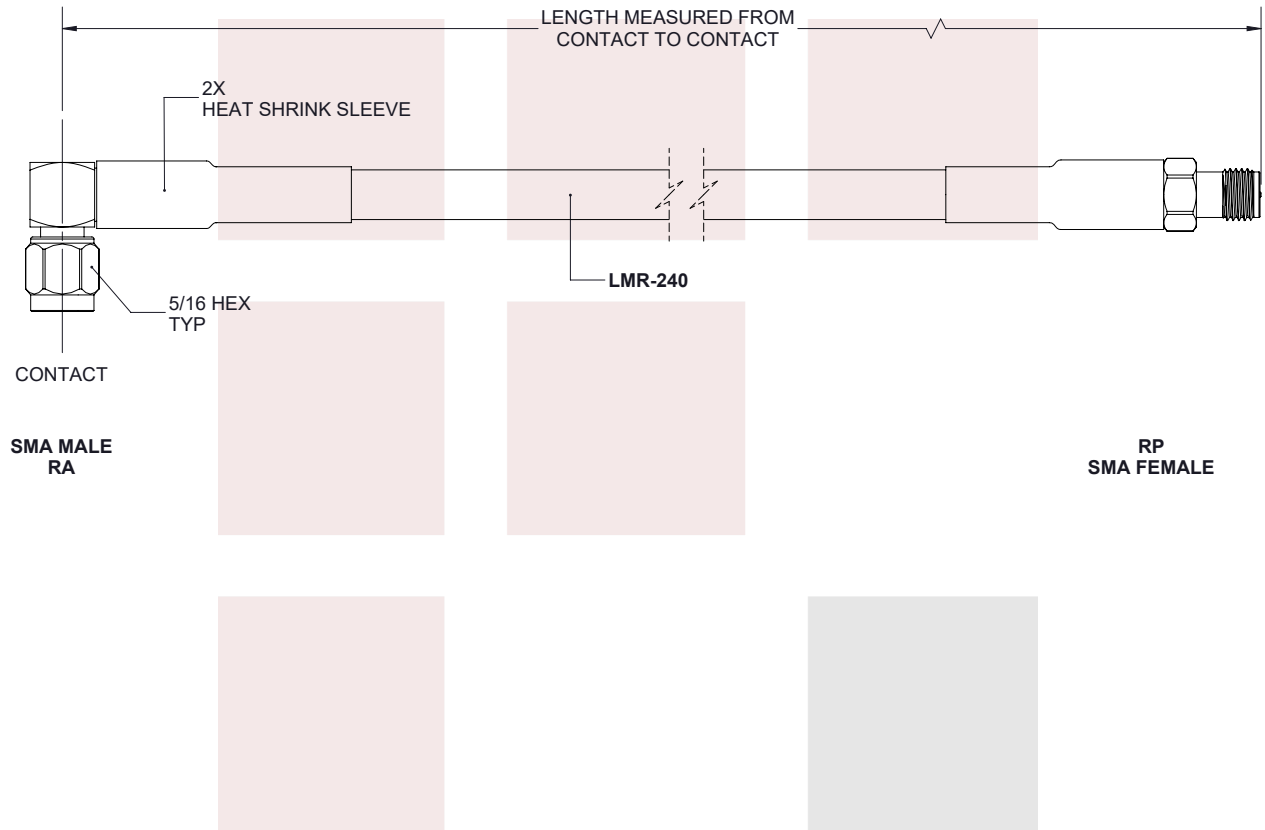 LENGTH MEASURED FROM
CONTACT TO CONTACT
2X
HEAT SHRINK SLEEVE
LMR-240
5/16 HEX
TYP
CONTACT
SMA MALE
RA
RP
SMA FEMALE